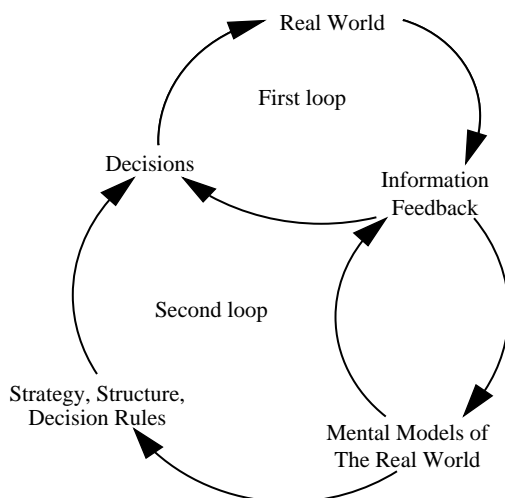 Real World
First loop
Decisions
Information
Feedback
Second loop
Strategy, Structure,
Decision Rules
Mental Models of
The Real World